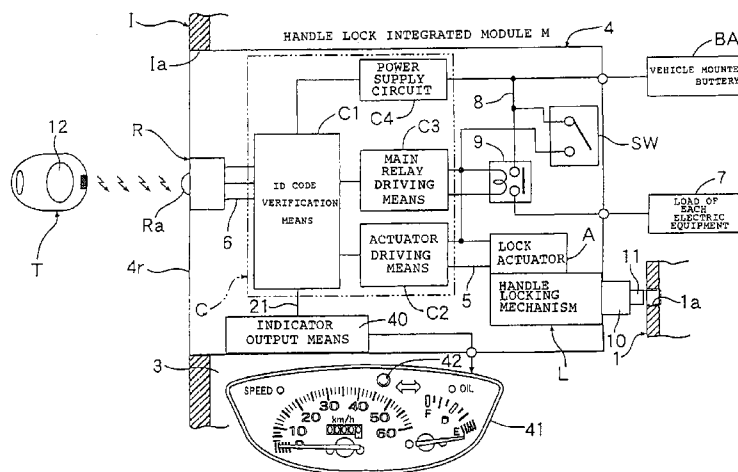 I
Ia
HANDLE LOCK INTEGRATED MODULE M
4
BA
POWER
SUPPLY
CIRCUIT
VEHICLE MOUNTED
BUTTERY
C4
8
C1
C3
12
R
9
SW
ID CODE
VERIFICATION
MEANS
MAIN
RELAY
DRIVING
MEANS
7
LOAD OF
EACH
ELECTRIC
EQUIPMENT
Ra
6
T
4r
ACTUATOR
DRIVING
MEANS
LOCK
ACTUATOR
A
11
1a
C
21
5
C2
HANDLE
LOCKING
MECHANISM
10
1
INDICATOR
OUTPUT MEANS
40
L
3
42
SPEED
OIL
10 20 30 40 50 60
km/h
F
E
41